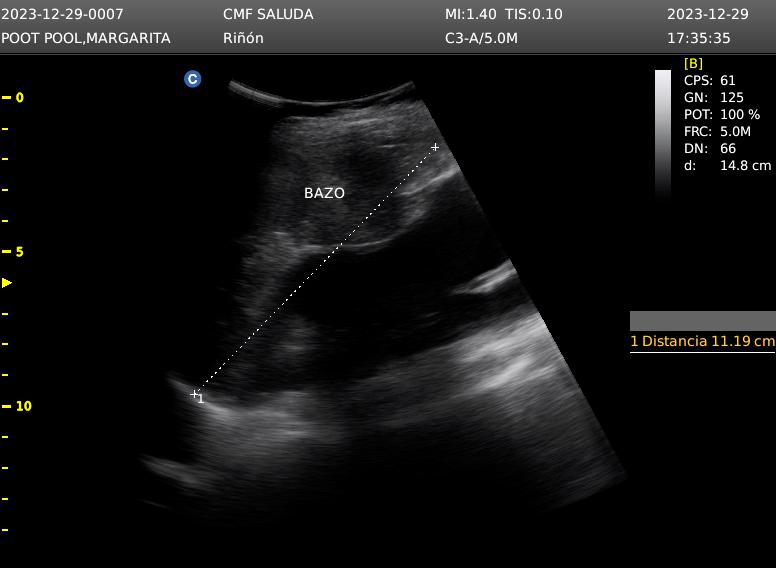 2023-12-29-0007 CMF SALUDA MI:1.40 TIS:0.10 2023-12-29
POOT POOL,MARGARITA Riñón C3-A/5.0M 17:35:35
C
[B]
CPS: 61
GN: 125
POT: 100 %
FRC: 5.0M
DN: 66
d: 14.8 cm
0
BAZO
5
1 Distancia 11.19 cm
1
10